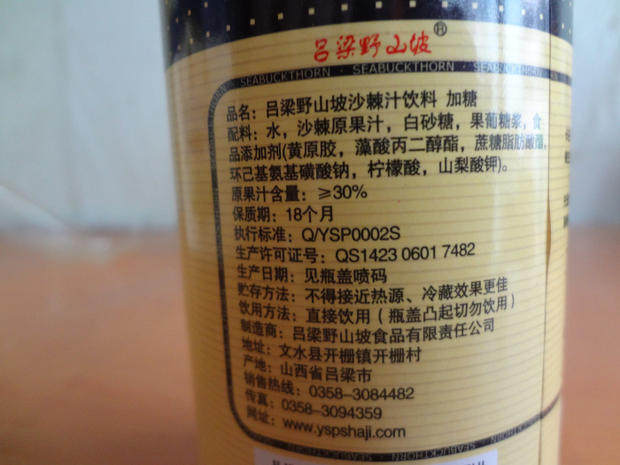 吕梁野山坡®
SEABUCKTHORN · SEABUCKTHORN · SEABUCKTHORN
品名：吕梁野山坡沙棘汁饮料 加糖
配料：水，沙棘原果汁，白砂糖，果葡糖浆，食
品添加剂(黄原胶，藻酸丙二醇酯，蔗糖脂肪酸酯，
环己基氨基磺酸钠，柠檬酸，山梨酸钾)。
原果汁含量：≥30%
保质期：18个月
执行标准：Q/YSP0002S
生产许可证号：QS1423 0601 7482
生产日期：见瓶盖喷码
贮存方法：不得接近热源、冷藏效果更佳
饮用方法：直接饮用（瓶盖凸起切勿饮用）
制造商：吕梁野山坡食品有限责任公司
地址：文水县开栅镇开栅村
产地：山西省吕梁市
销售热线：0358-3084482
传真：0358-3094359
网址：www.ypshaji.com
SEABUCKTHORN